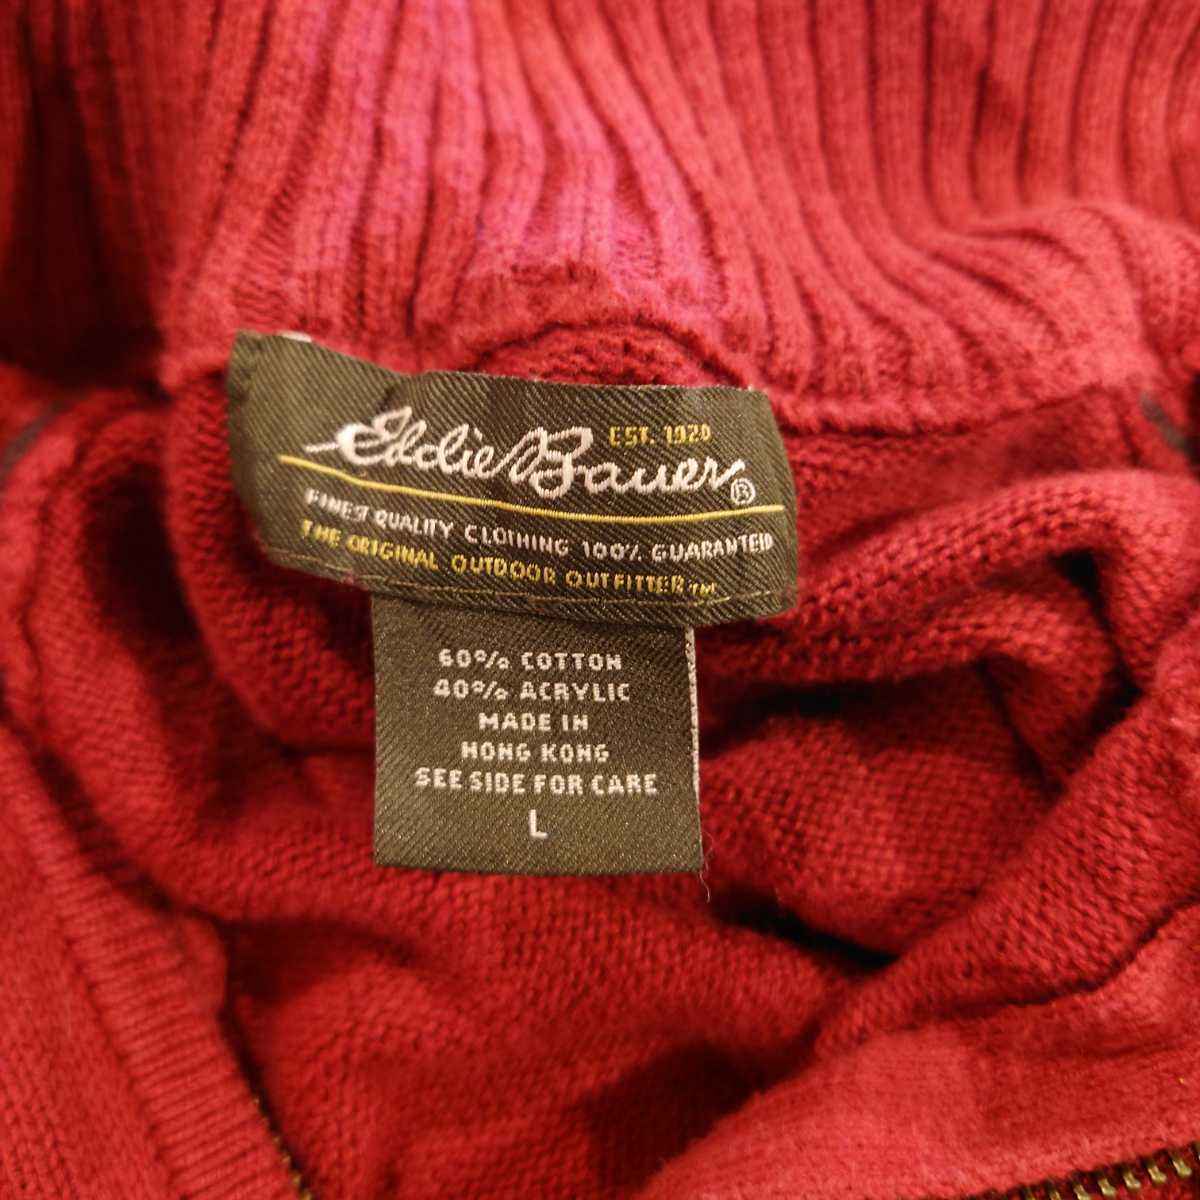 Eddie Bauer® EST. 1920
FINEST QUALITY CLOTHING 100% GUARANTEED
THE ORIGINAL OUTDOOR OUTFITTER™
60% COTTON
40% ACRYLIC
MADE IN
HONG KONG
SEE SIDE FOR CARE
L